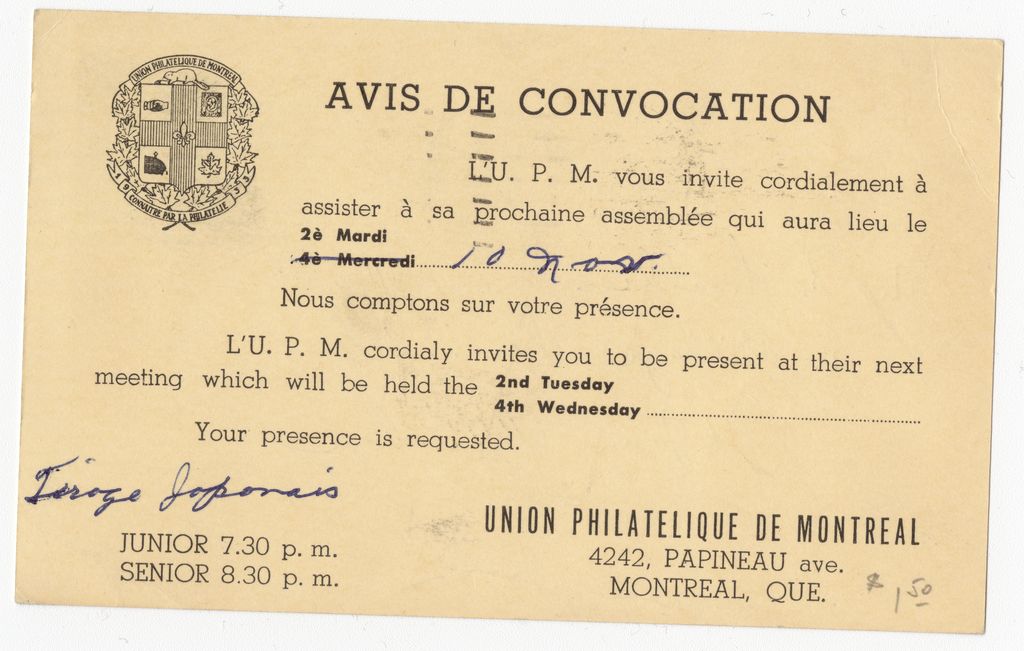 UNION PHILATELIQUE DE MONTREAL
1933
CONNAITRE PAR LA PHILATELIE
AVIS DE CONVOCATION
L'U. P. M. vous invite cordialement à
assister à sa prochaine assemblée qui aura lieu le
2è Mardi
4è Mercredi 10 Nov.
Nous comptons sur votre présence.
L'U. P. M. cordialy invites you to be present at their next
meeting which will be held the 2nd Tuesday
4th Wednesday
Your presence is requested.
Tirage Japonais
JUNIOR 7.30 p. m.
SENIOR 8.30 p. m.
UNION PHILATELIQUE DE MONTREAL
4242, PAPINEAU ave.
MONTREAL, QUE.
$1,50